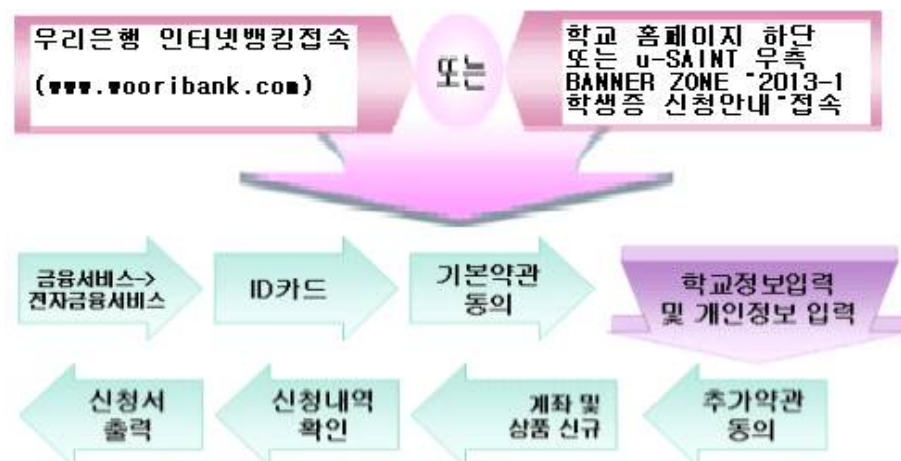 우리은행 인터넷뱅킹접속
(www.wooribank.com)
또는
학교 홈페이지 하단
또는 u-SAINT 우측
BANNER ZONE "2013-1
학생증 신청안내"접속
금융서비스->
전자금융서비스
ID카드
기본약관
동의
학교정보입력
및 개인정보 입력
추가약관
동의
계좌 및
상품 신규
신청내역
확인
신청서
출력